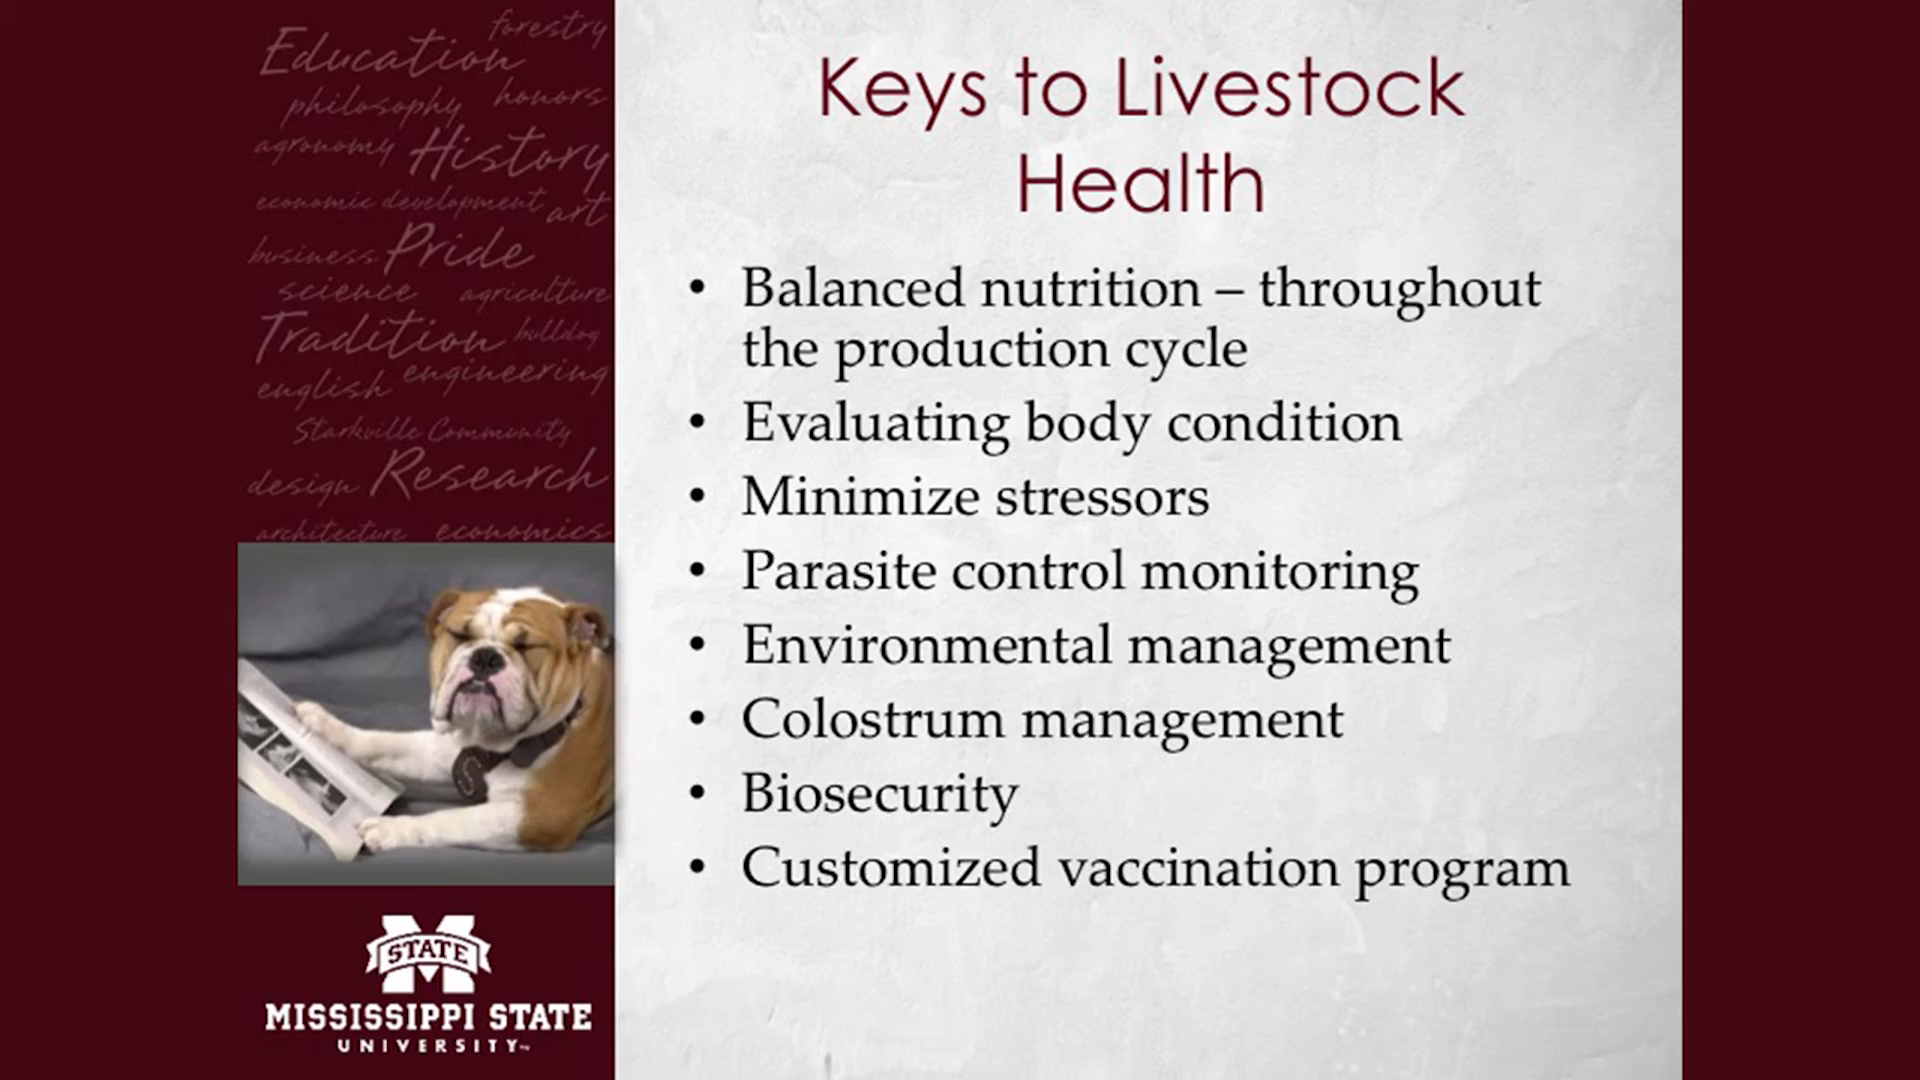 forestry
Education
philosophy honors
agronomy History
economic development art
business Pride
science agriculture
Tradition bulldog
english engineering
Starkville Community
design Research
architecture economics
STATE
MISSISSIPPI STATE
UNIVERSITY™
Keys to Livestock
Health
• Balanced nutrition – throughout
the production cycle
• Evaluating body condition
• Minimize stressors
• Parasite control monitoring
• Environmental management
• Colostrum management
• Biosecurity
• Customized vaccination program